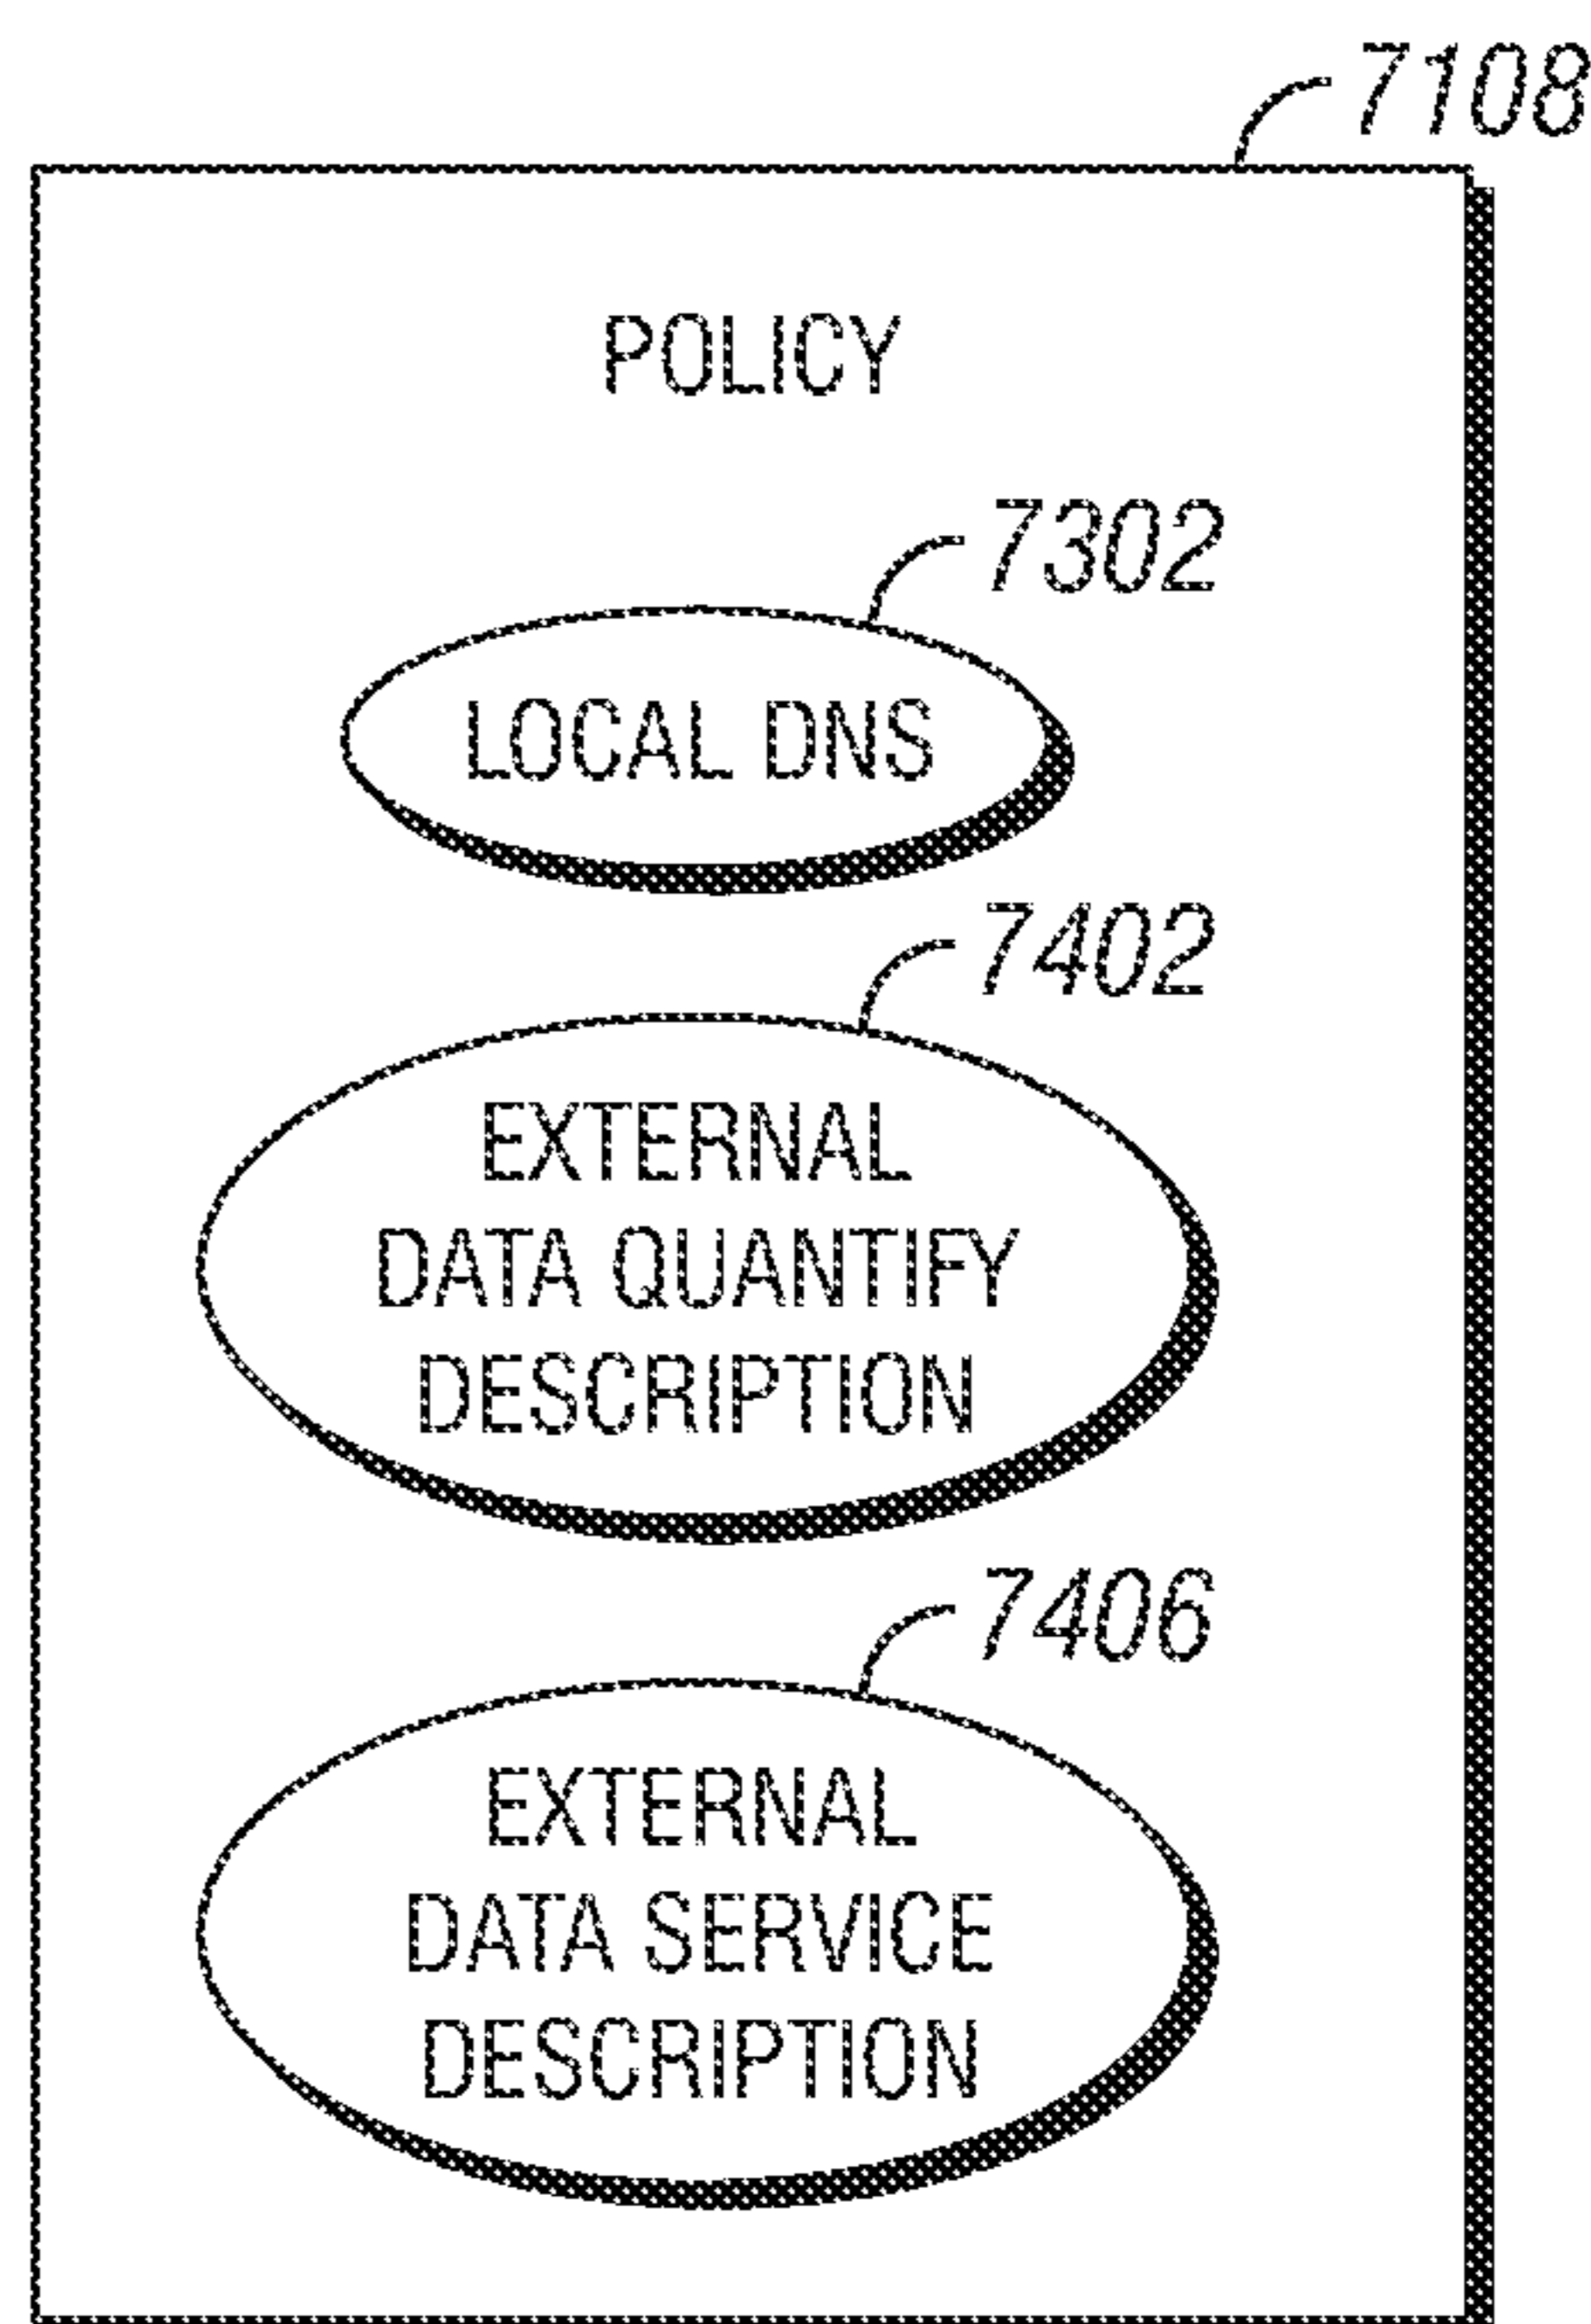 7108
POLICY
7302
LOCAL DNS
7402
EXTERNAL
DATA QUANTIFY
DESCRIPTION
7406
EXTERNAL
DATA SERVICE
DESCRIPTION